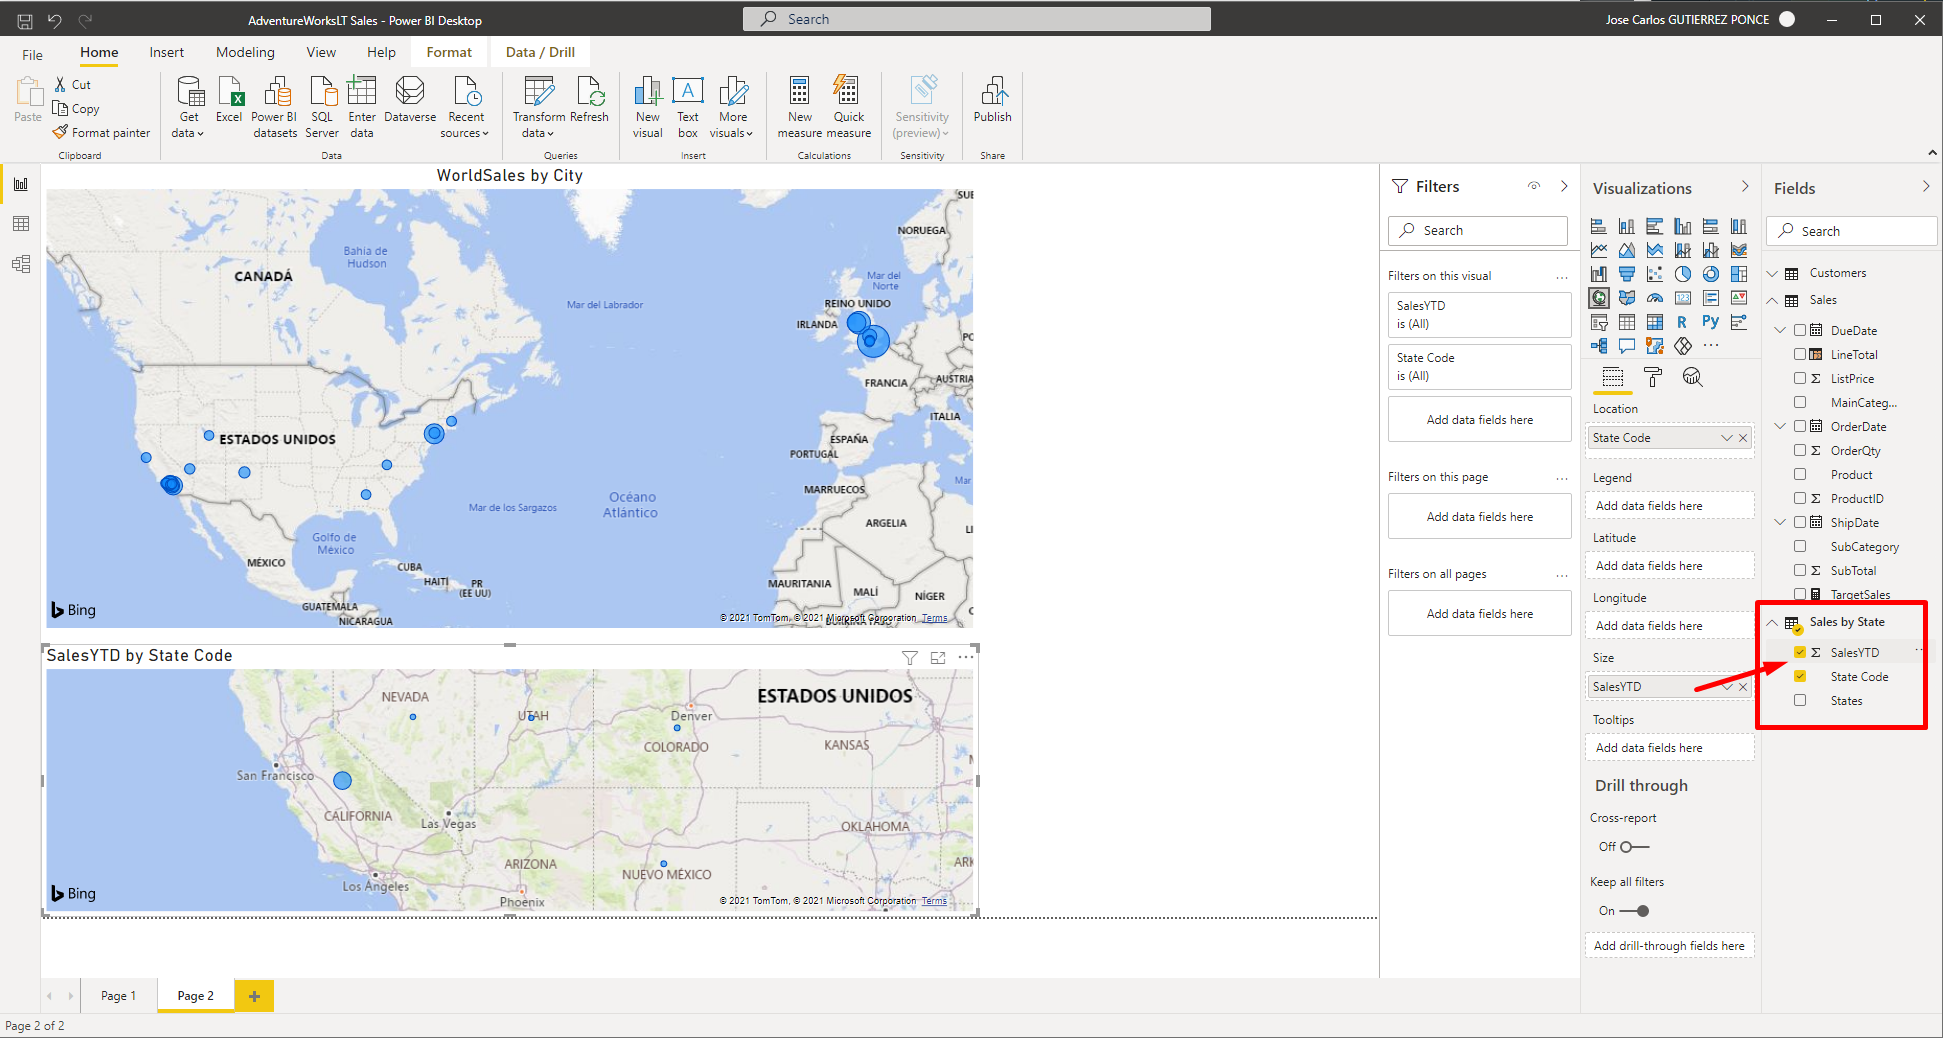 AdventureWorksLT Sales - Power BI Desktop
Search
Jose Carlos GUTIERREZ PONCE
File
Home
Insert
Modeling
View
Help
Format
Data / Drill
Paste
Cut
Copy
Format painter
Clipboard
Get data
Excel
Power BI datasets
SQL Server
Enter data
Dataverse
Recent sources
Data
Transform data
Refresh
Queries
New visual
Text box
More visuals
Insert
New measure
Quick measure
Calculations
Sensitivity (preview)
Sensitivity
Publish
Share
WorldSales by City
SUE
NORUEGA
Bahía de
Hudson
CANADÁ
Mar del
Norte
Mar del Labrador
REINO UNIDO
IRLANDA
PO
FRANCIA
AUSTRIA
ITALIA
ESTADOS UNIDOS
ESPAÑA
PORTUGAL
Mar
MARRUECOS
Océano
Atlántico
Mar de los Sargazos
ARGELIA
LI
Golfo de
México
MÉXICO
CUBA
HAITÍ
PR
(EE UU)
MAURITANIA
MALÍ
NÍGER
GUATEMALA
NICARAGUA
BURKINA FASO
Bing
© 2021 TomTom, © 2021 Microsoft Corporation Terms
SalesYTD by State Code
NEVADA
UTAH
Denver
ESTADOS UNIDOS
COLORADO
KANSAS
San Francisco
CALIFORNIA
Las Vegas
OKLAHOMA
ARIZONA
NUEVO MÉXICO
ARK
Los Angeles
Phoenix
Bing
© 2021 TomTom, © 2021 Microsoft Corporation Terms
Page 1
Page 2
+
Page 2 of 2
Filters
Search
Filters on this visual
...
SalesYTD
is (All)
State Code
is (All)
Add data fields here
Filters on this page
...
Add data fields here
Filters on all pages
...
Add data fields here
Visualizations
123
R
Py
...
Location
State Code
Legend
Add data fields here
Latitude
Add data fields here
Longitude
Add data fields here
Size
SalesYTD
Tooltips
Add data fields here
Drill through
Cross-report
Off
Keep all filters
On
Add drill-through fields here
Fields
Search
Customers
Sales
DueDate
LineTotal
Σ ListPrice
MainCateg...
OrderDate
Σ OrderQty
Product
Σ ProductID
ShipDate
SubCategory
Σ SubTotal
TargetSales
Sales by State
Σ SalesYTD
State Code
States